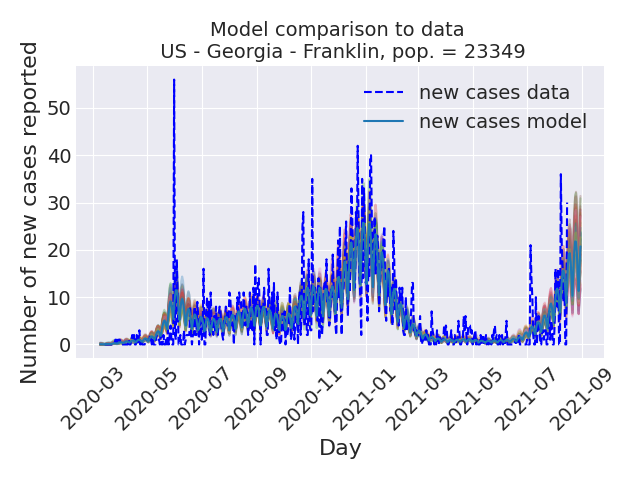 Model comparison to data
US - Georgia - Franklin, pop. = 23349
Number of new cases reported
50
40
30
20
10
0
new cases data
new cases model
2020-03
2020-05
2020-07
2020-09
2020-11
2021-01
2021-03
2021-05
2021-07
2021-09
Day